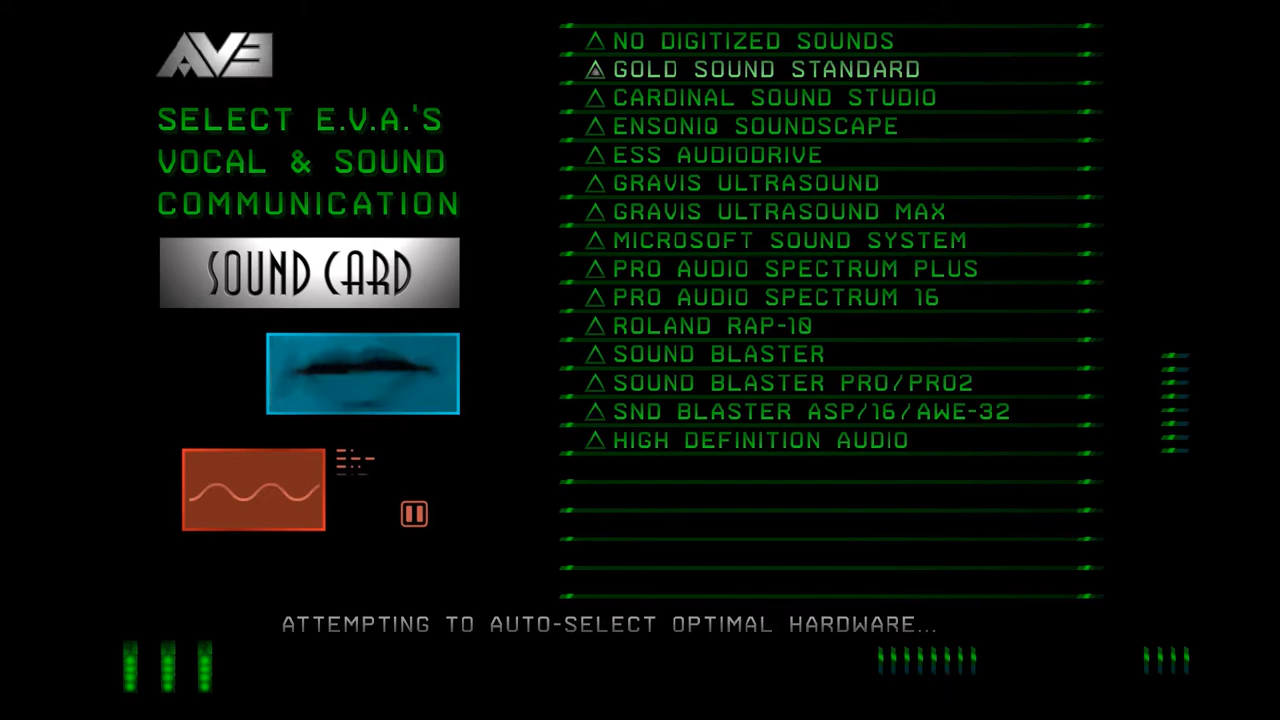 AV3
SELECT E.V.A.'S
VOCAL & SOUND
COMMUNICATION
SOUND CARD
NO DIGITIZED SOUNDS
GOLD SOUND STANDARD
CARDINAL SOUND STUDIO
ENSONIQ SOUNDSCAPE
ESS AUDIODRIVE
GRAVIS ULTRASOUND
GRAVIS ULTRASOUND MAX
MICROSOFT SOUND SYSTEM
PRO AUDIO SPECTRUM PLUS
PRO AUDIO SPECTRUM 16
ROLAND RAP-10
SOUND BLASTER
SOUND BLASTER PRO/PRO2
SND BLASTER ASP/16/AWE-32
HIGH DEFINITION AUDIO
ATTEMPTING TO AUTO-SELECT OPTIMAL HARDWARE...